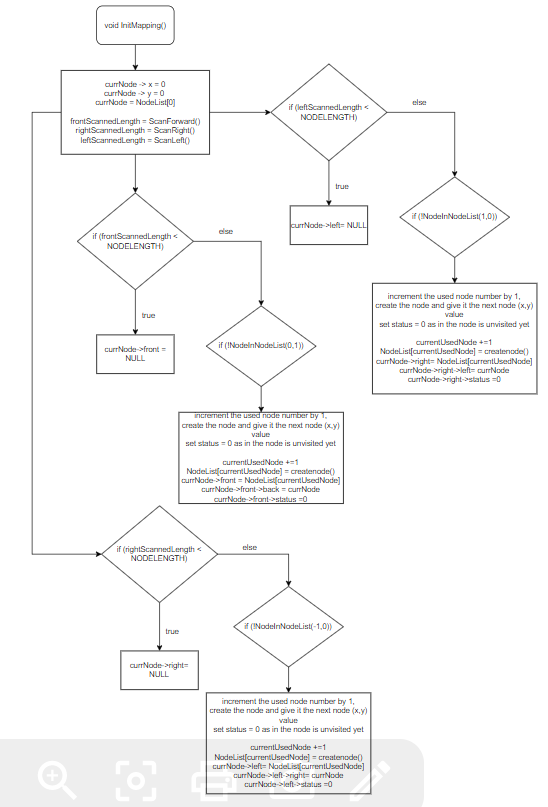 void InitMapping()
currNode -> x = 0
currNode -> y = 0
currNode = NodeList[0]
frontScannedLength = ScanForward()
rightScannedLength = ScanRight()
leftScannedLength = ScanLeft()
if (leftScannedLength <
NODELENGTH)
else
true
currNode->left= NULL
if (!NodeInNodeList(1,0))
increment the used node number by 1,
create the node and give it the next node (x,y)
value
set status = 0 as in the node is unvisited yet
currentUsedNode +=1
NodeList[currentUsedNode] = createnode()
currNode->right= NodeList[currentUsedNode]
currNode->right->left= currNode
currNode->right->status =0
if (frontScannedLength <
NODELENGTH)
else
true
currNode->front =
NULL
if (!NodeInNodeList(0,1))
increment the used node number by 1,
create the node and give it the next node (x,y)
value
set status = 0 as in the node is unvisited yet
currentUsedNode +=1
NodeList[currentUsedNode] = createnode()
currNode->front = NodeList[currentUsedNode]
currNode->front->back = currNode
currNode->front->status =0
if (rightScannedLength <
NODELENGTH)
else
true
currNode->right=
NULL
if (!NodeInNodeList(-1,0))
increment the used node number by 1,
create the node and give it the next node (x,y)
value
set status = 0 as in the node is unvisited yet
currentUsedNode +=1
NodeList[currentUsedNode] = createnode()
currNode->left= NodeList[currentUsedNode]
currNode->left->right= currNode
currNode->left->status =0